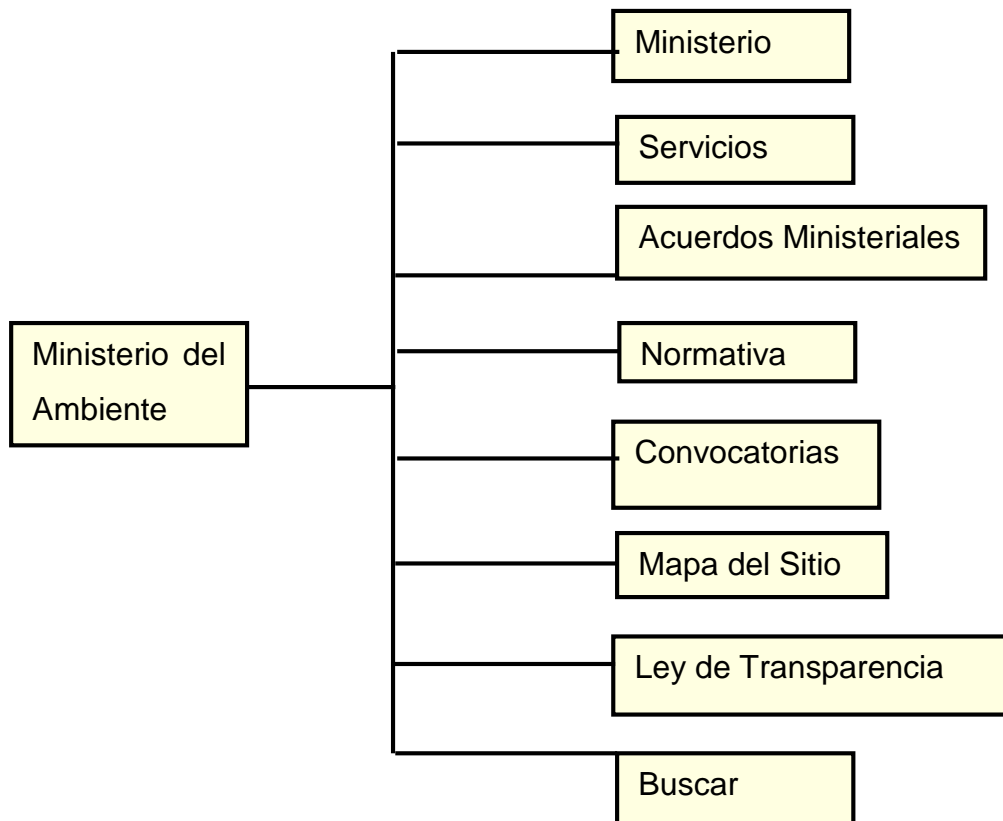 Ministerio
Servicios
Acuerdos Ministeriales
Ministerio del
Ambiente
Normativa
Convocatorias
Mapa del Sitio
Ley de Transparencia
Buscar